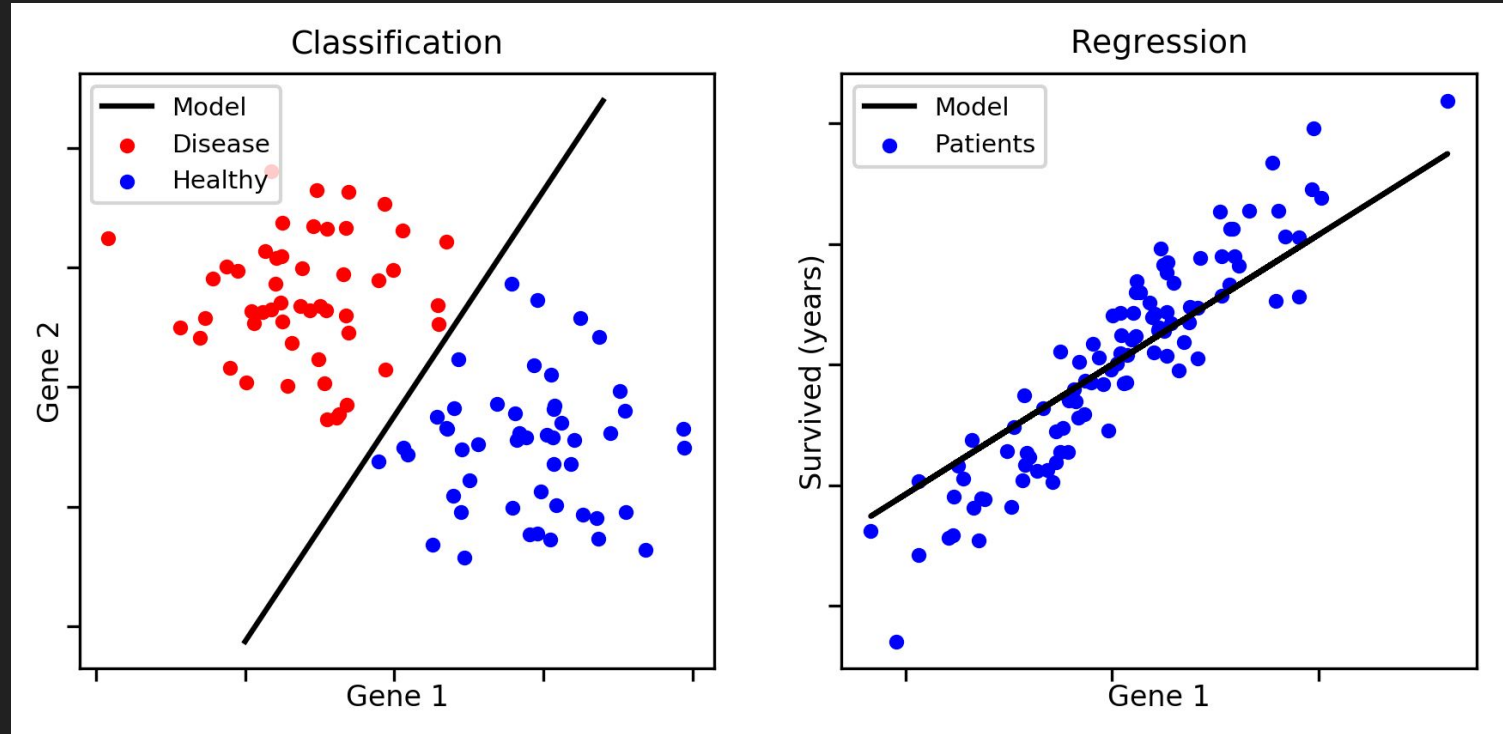 Classification
Model
Disease
Healthy
Gene 2
Gene 1
Regression
Model
Patients
Survived (years)
Gene 1